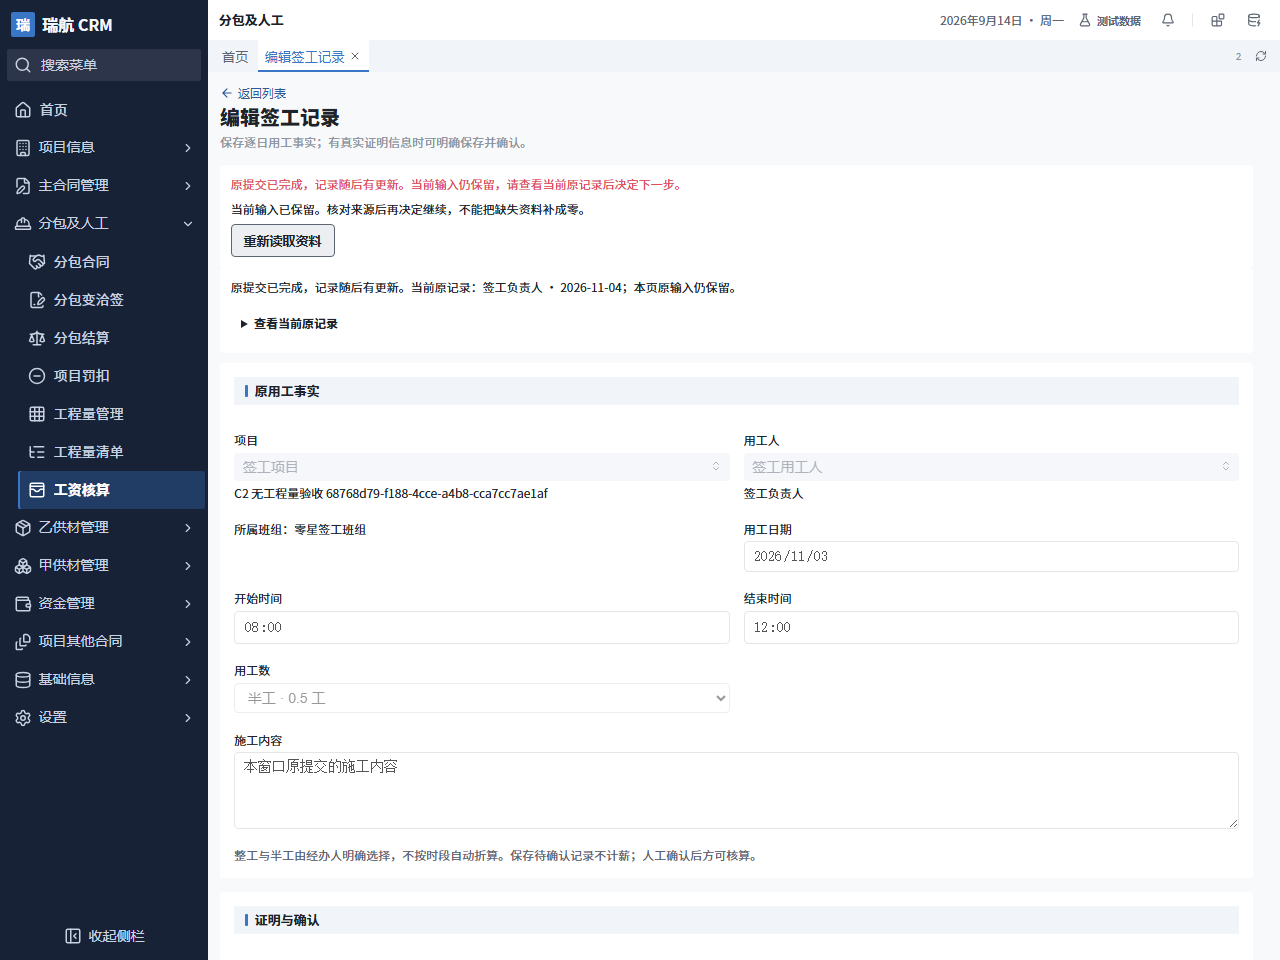 瑞 瑞航 CRM
搜索菜单
首页
项目信息
主合同管理
分包及人工
分包合同
分包变洽签
分包结算
项目罚扣
工程量管理
工程量清单
工资核算
乙供材管理
甲供材管理
资金管理
项目其他合同
基础信息
设置
收起侧栏
分包及人工
2026年9月14日 · 周一 测试数据
首页 编辑签工记录 × 2
← 返回列表
编辑签工记录
保存逐日用工事实；有真实证明信息时可明确保存并确认。
原提交已完成，记录随后有更新。当前输入仍保留，请查看当前原记录后决定下一步。
当前输入已保留。核对来源后再决定继续，不能把缺失资料补成零。
重新读取资料
原提交已完成，记录随后有更新。当前原记录：签工负责人 · 2026-11-04；本页原输入仍保留。
▶ 查看当前原记录
原用工事实
项目 用工人
签工项目 签工用工人
C2 无工程量验收 68768d79-f188-4cce-a4b8-cca7cc7ae1af 签工负责人
所属班组：零星签工班组 用工日期
2026/11/03
开始时间 结束时间
08:00 12:00
用工数
半工 · 0.5 工
施工内容
本窗口原提交的施工内容
整工与半工由经办人明确选择，不按时段自动折算。保存待确认记录不计薪；人工确认后方可核算。
证明与确认